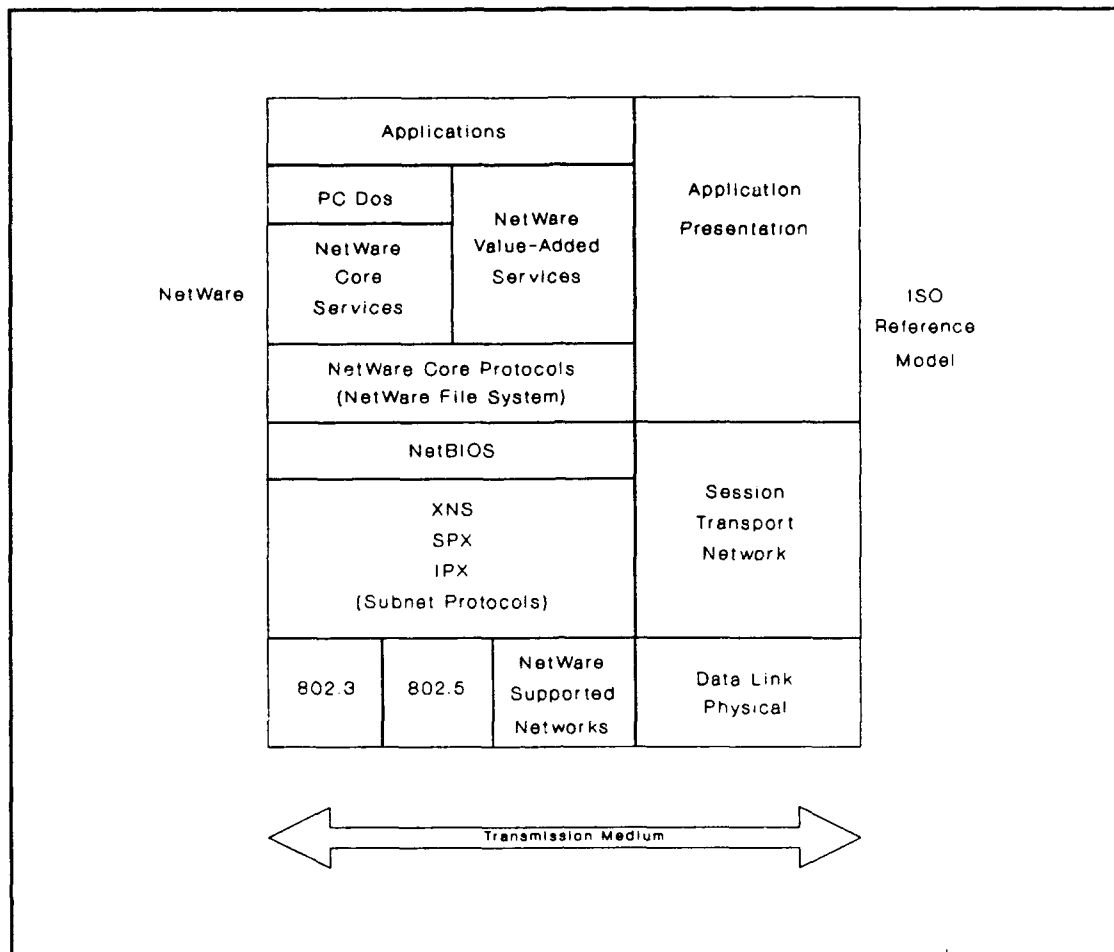 Applications
PC Dos
NetWare
Core
Services
NetWare
Value-Added
Services
NetWare Core Protocols
(NetWare File System)
NetBIOS
XNS
SPX
IPX
(Subnet Protocols)
802.3
802.5
NetWare
Supported
Networks
Application
Presentation
Session
Transport
Network
Data Link
Physical
NetWare
ISO
Reference
Model
Transmission Medium